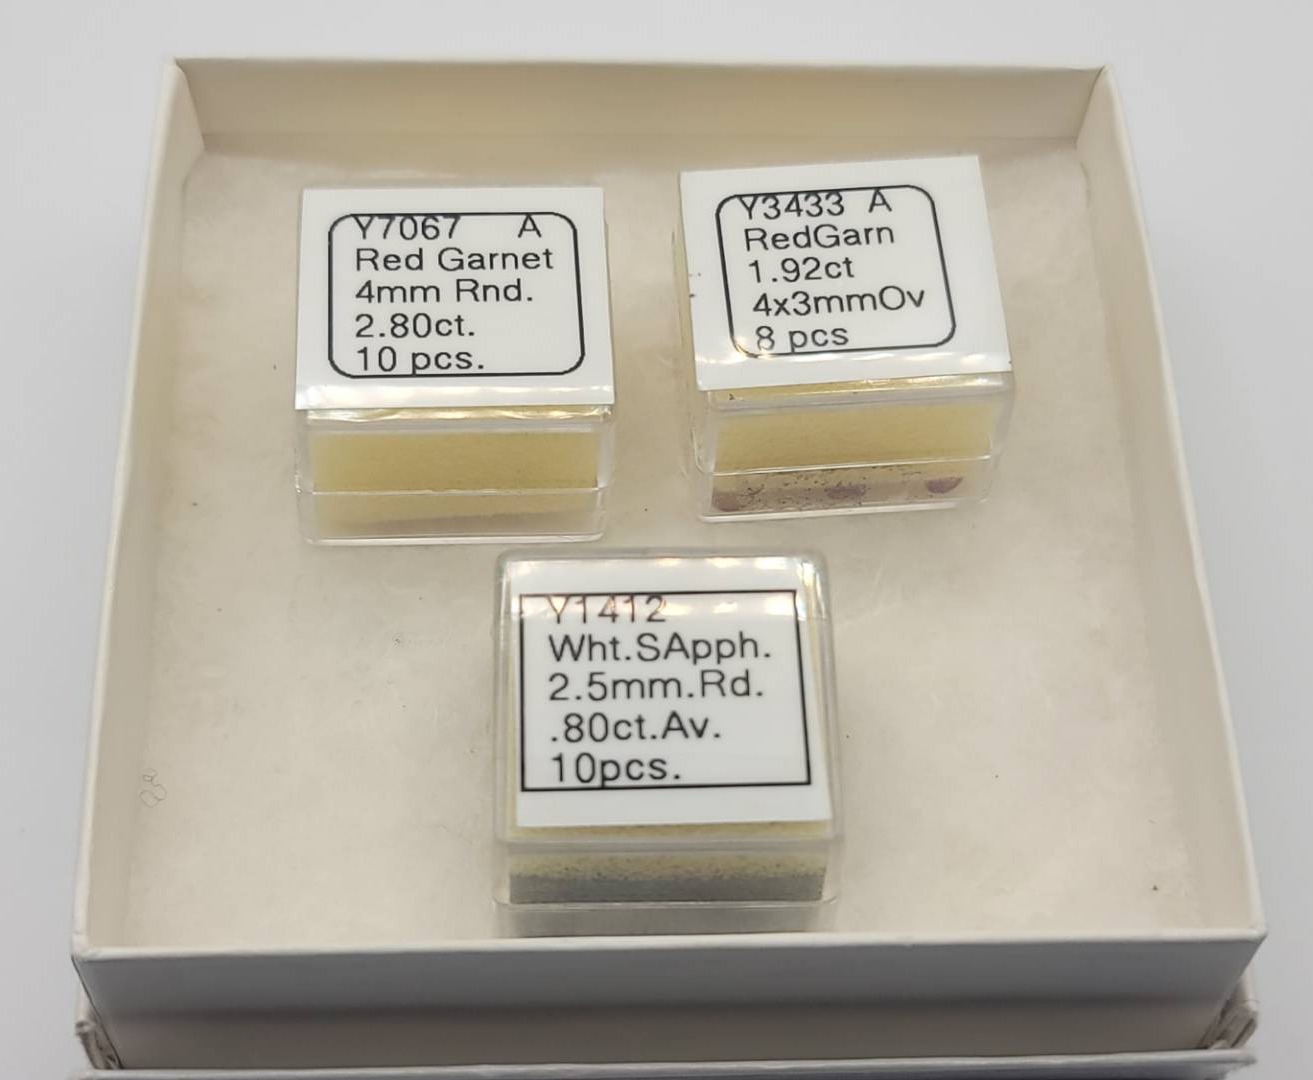 Y7067 A
Red Garnet
4mm Rnd.
2.80ct.
10 pcs.
Y3433 A
RedGarn
1.92ct
4x3mmOv
8 pcs
Y1412
Wht.SApph.
2.5mm.Rd.
.80ct.Av.
10pcs.